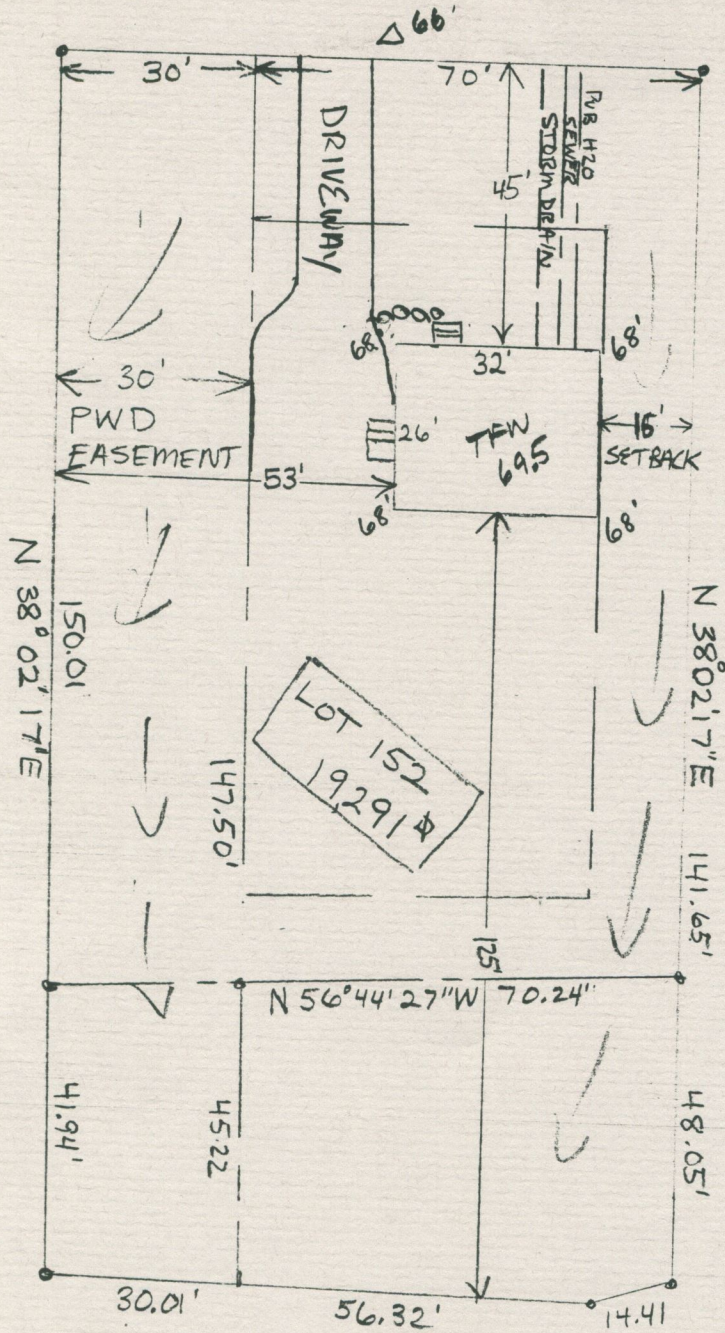 △ 66'
30'
70'
DRIVEWAY
45'
PUB H20
SEWER
STORM DRAIN
68'
68'
32'
30'
PWD
EASEMENT
53'
26'
TFW
69.5
SETBACK
68'
68'
N 38° 02' 17"E
150.01
N 38°02'17"E
141.65'
LOT 152
19,291
147.50'
125'
N 56°44'27"W 70.24'
41.94'
45.22
48.05'
30.01'
56.32'
14.41